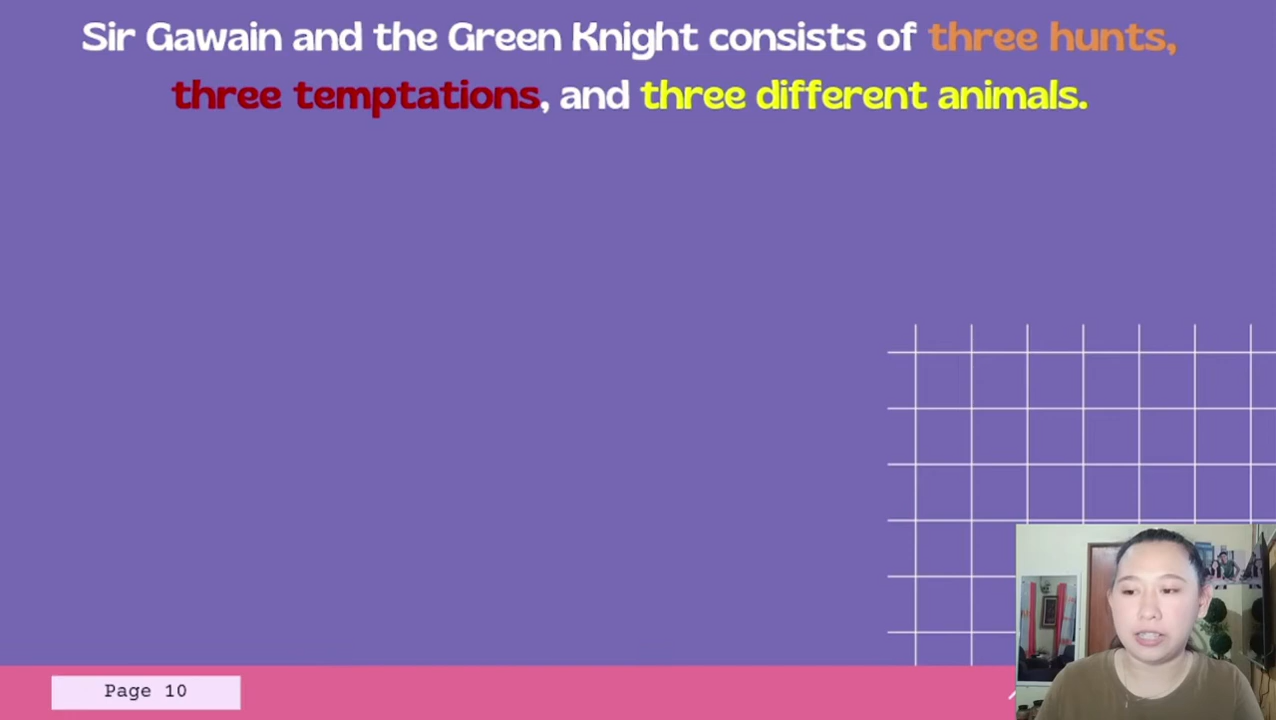 Sir Gawain and the Green Knight consists of three hunts,
three temptations, and three different animals.
Page 10